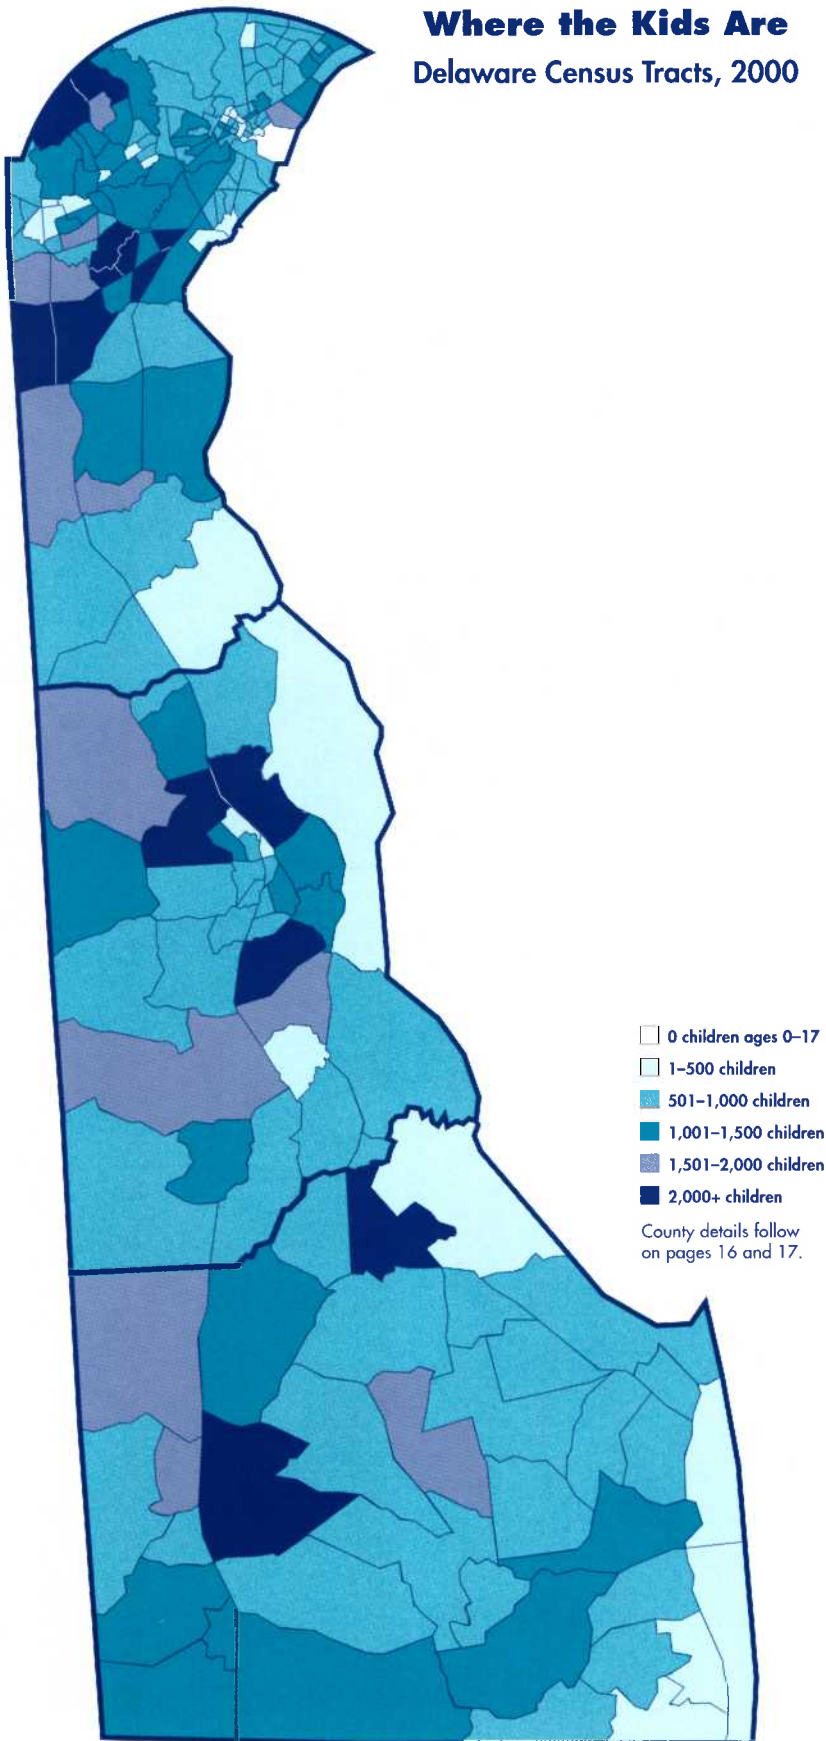 Where the Kids Are
Delaware Census Tracts, 2000
0 children ages 0–17
1–500 children
501–1,000 children
1,001–1,500 children
1,501–2,000 children
2,000+ children
County details follow
on pages 16 and 17.